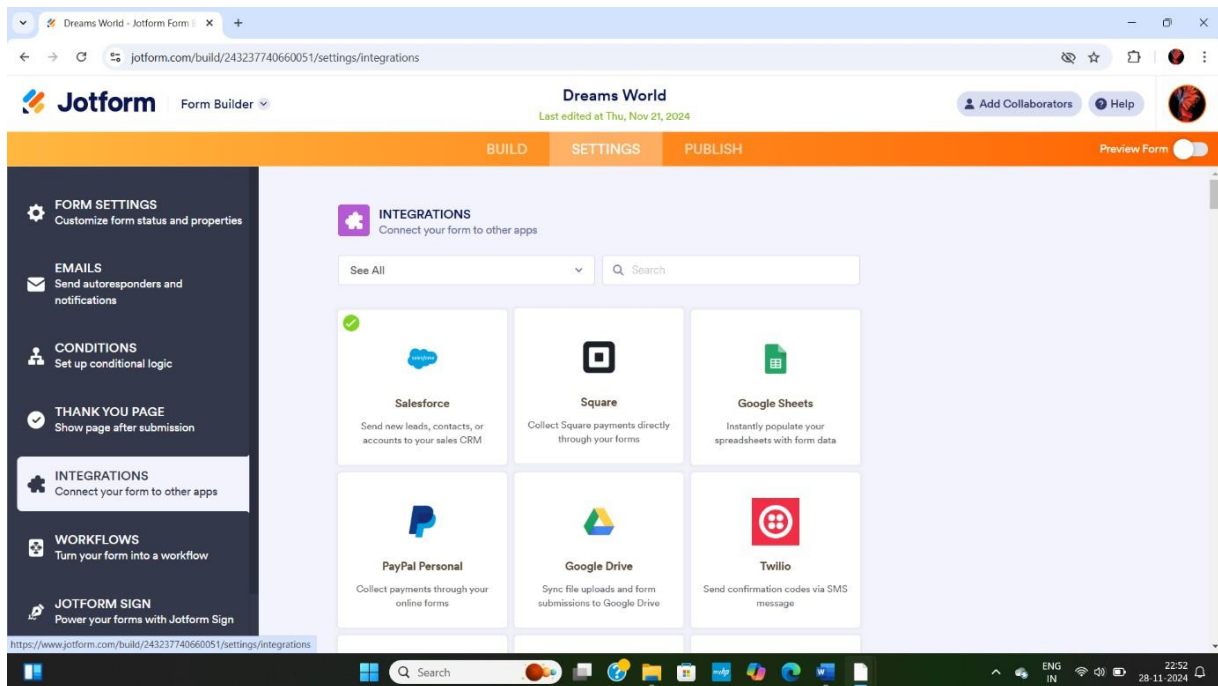 Dreams World - Jotform Form
jotform.com/build/243237740660051/settings/integrations
Jotform
Form Builder
Dreams World
Last edited at Thu, Nov 21, 2024
Add Collaborators
Help
BUILD
SETTINGS
PUBLISH
Preview Form
FORM SETTINGS
Customize form status and properties
EMAILS
Send autoresponders and
notifications
CONDITIONS
Set up conditional logic
THANK YOU PAGE
Show page after submission
INTEGRATIONS
Connect your form to other apps
WORKFLOWS
Turn your form into a workflow
JOTFORM SIGN
Power your forms with Jotform Sign
INTEGRATIONS
Connect your form to other apps
See All
Search
salesforce
Salesforce
Send new leads, contacts, or
accounts to your sales CRM
Square
Collect Square payments directly
through your forms
Google Sheets
Instantly populate your
spreadsheets with form data
PayPal Personal
Collect payments through your
online forms
Google Drive
Sync file uploads and form
submissions to Google Drive
Twilio
Send confirmation codes via SMS
message
https://www.jotform.com/build/243237740660051/settings/integrations
Search
ENG
IN
22:52
28-11-2024